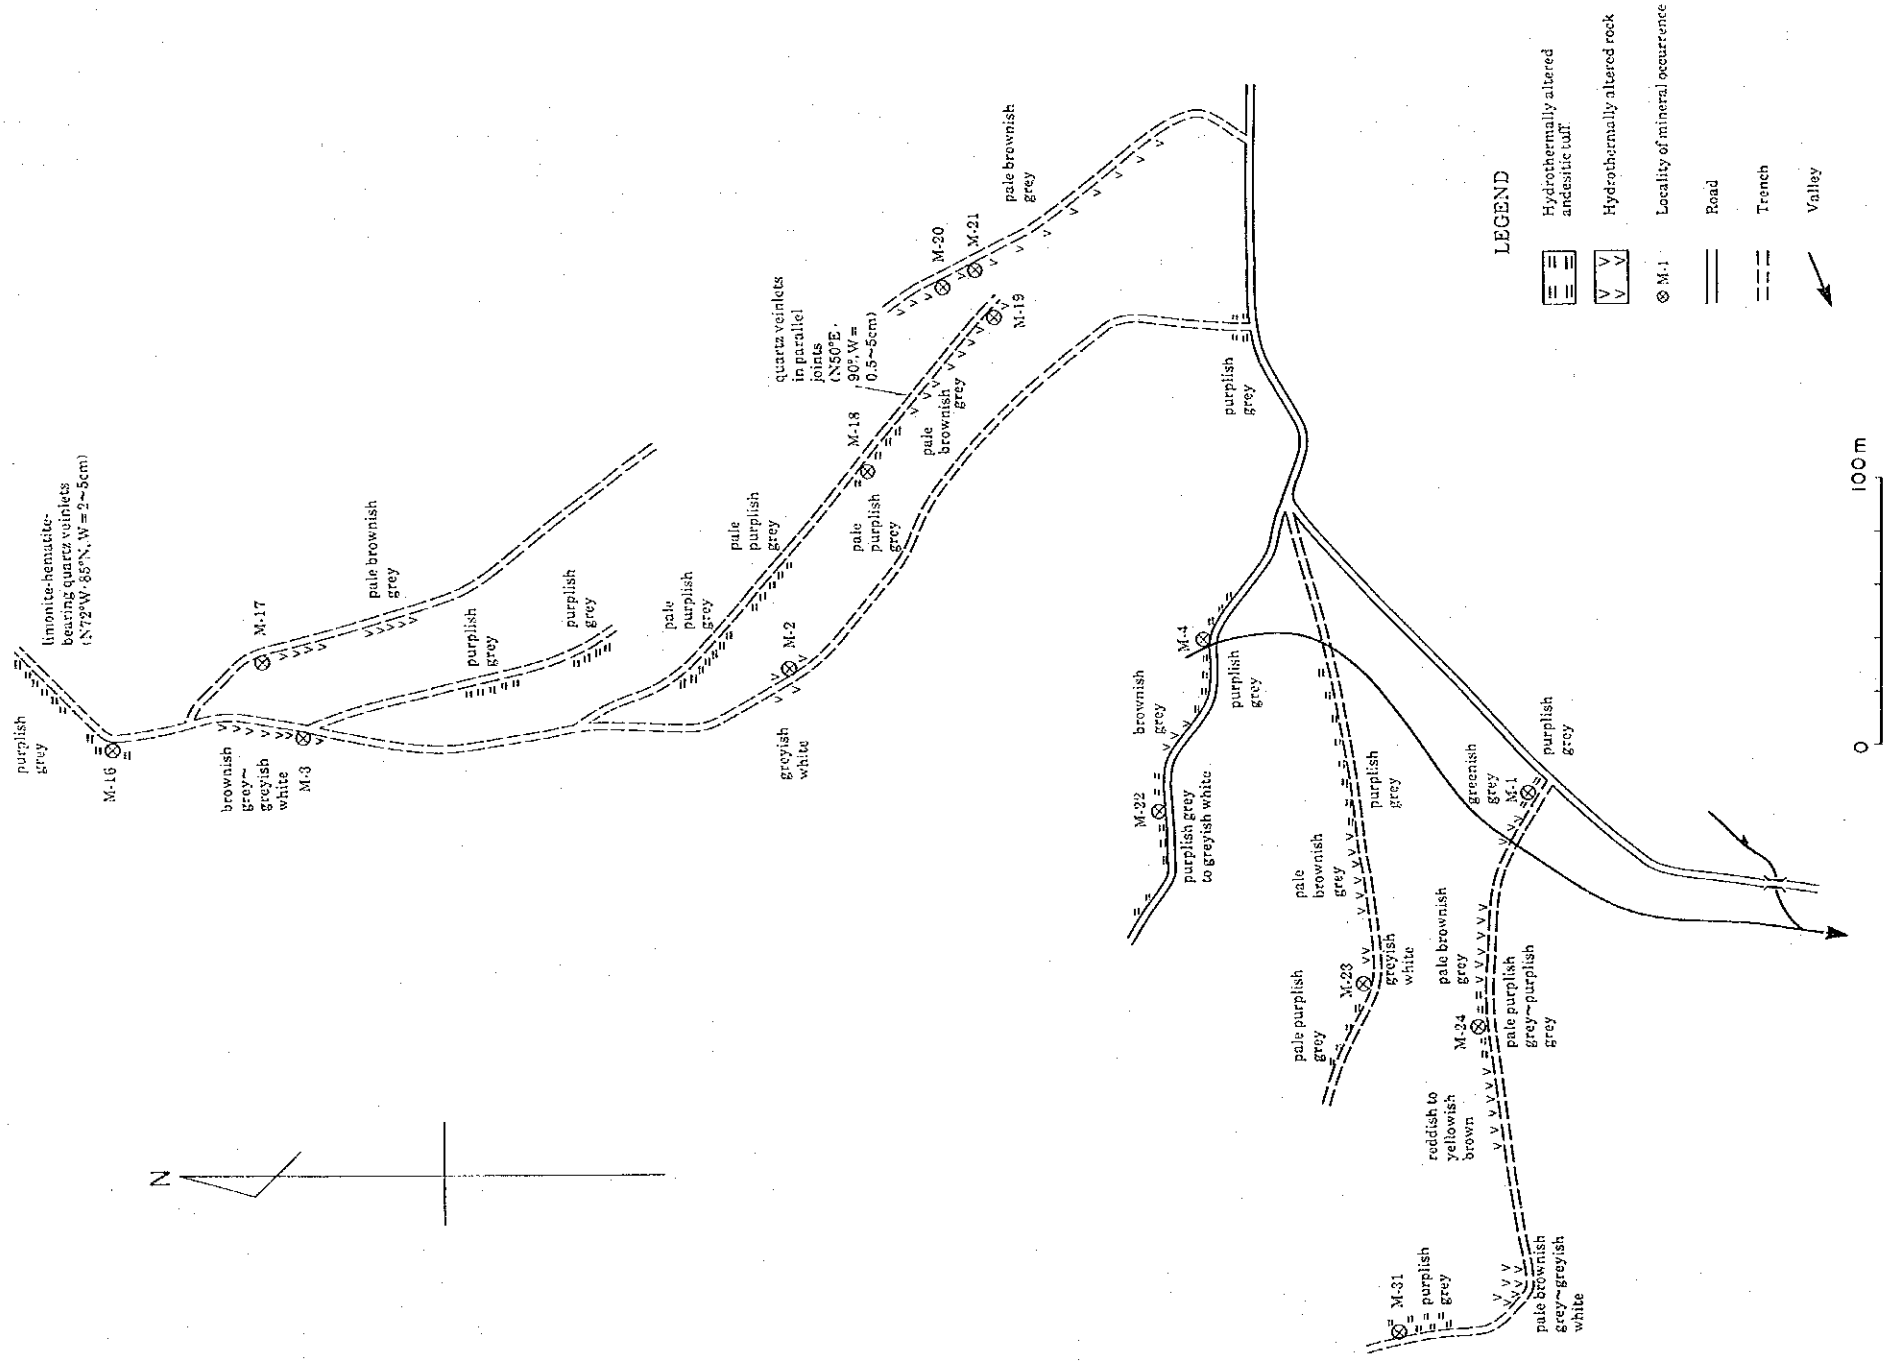 limionite-hematite-
bearing quartz veinlets
(N72°W·85°N, W=2~5cm)
purplish
grey
M-16
M-17
brownish
grey~
greyish
white
M-3
pale brownish
grey
purplish
grey
purplish
grey
pale
purplish
grey
pale
purplish
grey
M-2
greyish
white
quartz veinlets
in parallel
joints
(N50°E,
90°, W=
0.5~5cm)
M-18
pale
purplish
grey
pale
brownish
grey
M-19
M-20
M-21
pale brownish
grey
purplish
grey
M-4
purplish
grey
brownish
grey
M-22
purplish grey
to greyish white
purplish
grey
pale
brownish
grey
greyish
white
M-23
pale purplish
grey
purplish
grey
greenish
grey
M-1
pale brownish
grey
pale purplish
grey~purplish
grey
M-24
reddish to
yellowish
brown
pale brownish
grey~greyish
white
M-31
purplish
grey
N
LEGEND
Hydrothermally altered
andesitic tuff
Hydrothermally altered rock
M-1 Locality of mineral occurrence
Road
Trench
Valley
0 100m